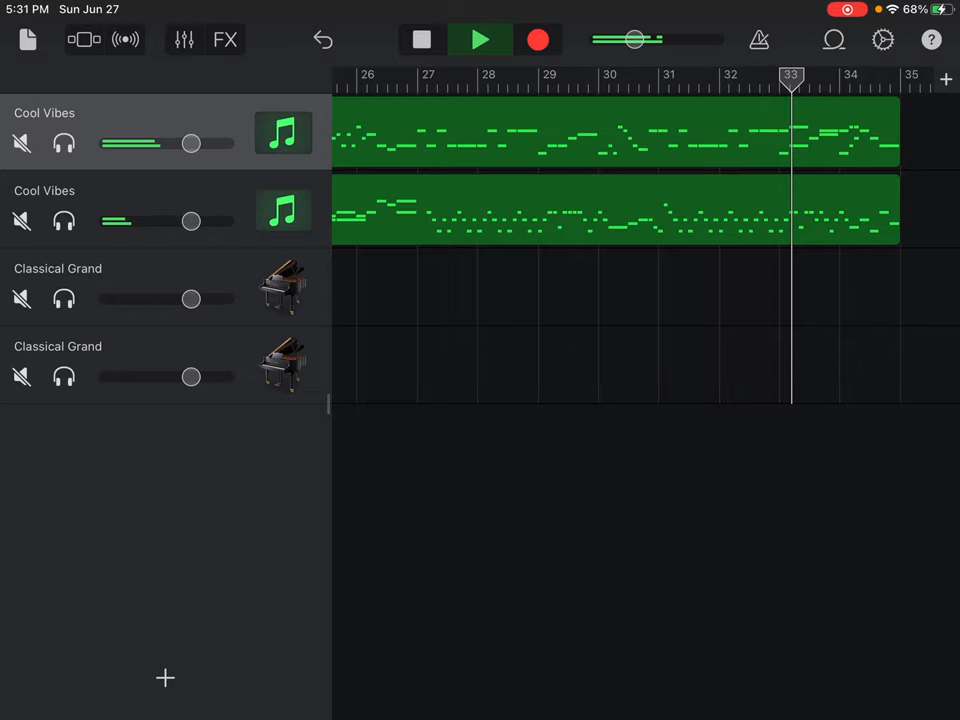 5:31 PM Sun Jun 27 68%
FX
26 27 28 29 30 31 32 33 34 35
Cool Vibes
Cool Vibes
Classical Grand
Classical Grand